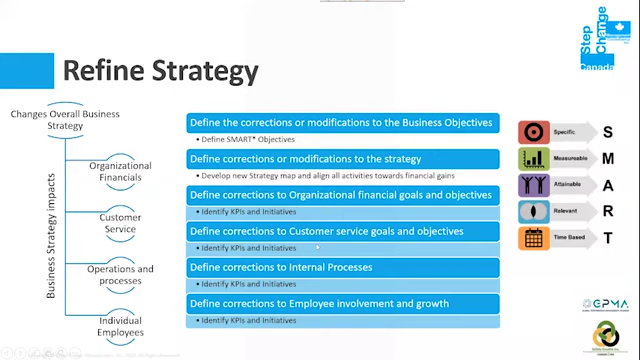 Step
Change
Canada
Refine Strategy
Changes Overall Business
Strategy
Business Strategy Impacts
Organizational
Financials
Customer
Service
Operations and
processes
Individual
Employees
Define the corrections or modifications to the Business Objectives
• Define SMART* Objectives
Define corrections or modifications to the strategy
• Develop new Strategy map and align all activities towards financial gains
Define corrections to Organizational financial goals and objectives
• Identify KPIs and Initiatives
Define corrections to Customer service goals and objectives
• Identify KPIs and Initiatives
Define corrections to Internal Processes
• Identify KPIs and Initiatives
Define corrections to Employee involvement and growth
• Identify KPIs and Initiatives
Specific S
Measureable M
Attainable A
Relevant R
Time Based T
GPMA